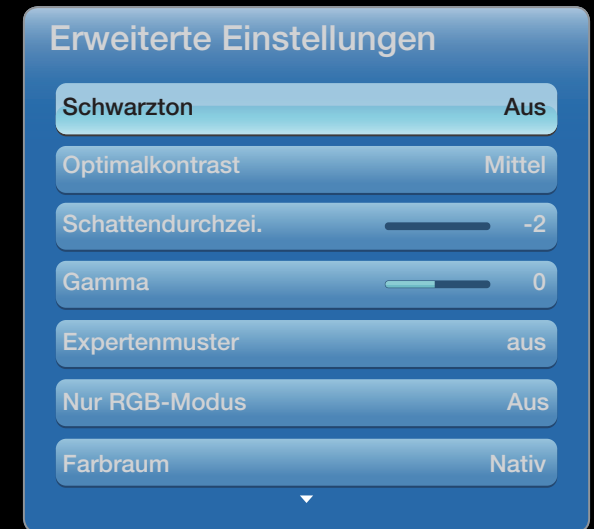 Erweiterte Einstellungen
Schwarzton Aus
Optimalkontrast Mittel
Schattendurchzei. -2
Gamma 0
Expertenmuster aus
Nur RGB-Modus Aus
Farbraum Nativ